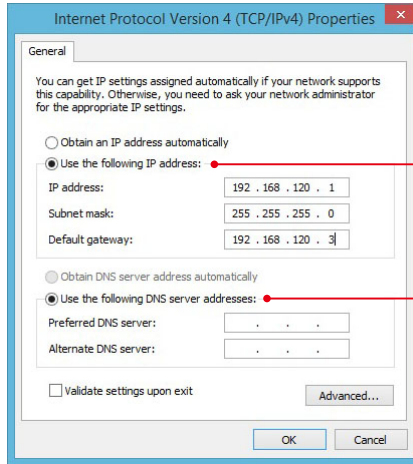 Internet Protocol Version 4 (TCP/IPv4) Properties
General
You can get IP settings assigned automatically if your network supports
this capability. Otherwise, you need to ask your network administrator
for the appropriate IP settings.
Obtain an IP address automatically
Use the following IP address:
IP address: 192 . 168 . 120 . 1
Subnet mask: 255 . 255 . 255 . 0
Default gateway: 192 . 168 . 120 . 3
Obtain DNS server address automatically
Use the following DNS server addresses:
Preferred DNS server: . . .
Alternate DNS server: . . .
Validate settings upon exit
Advanced...
OK Cancel